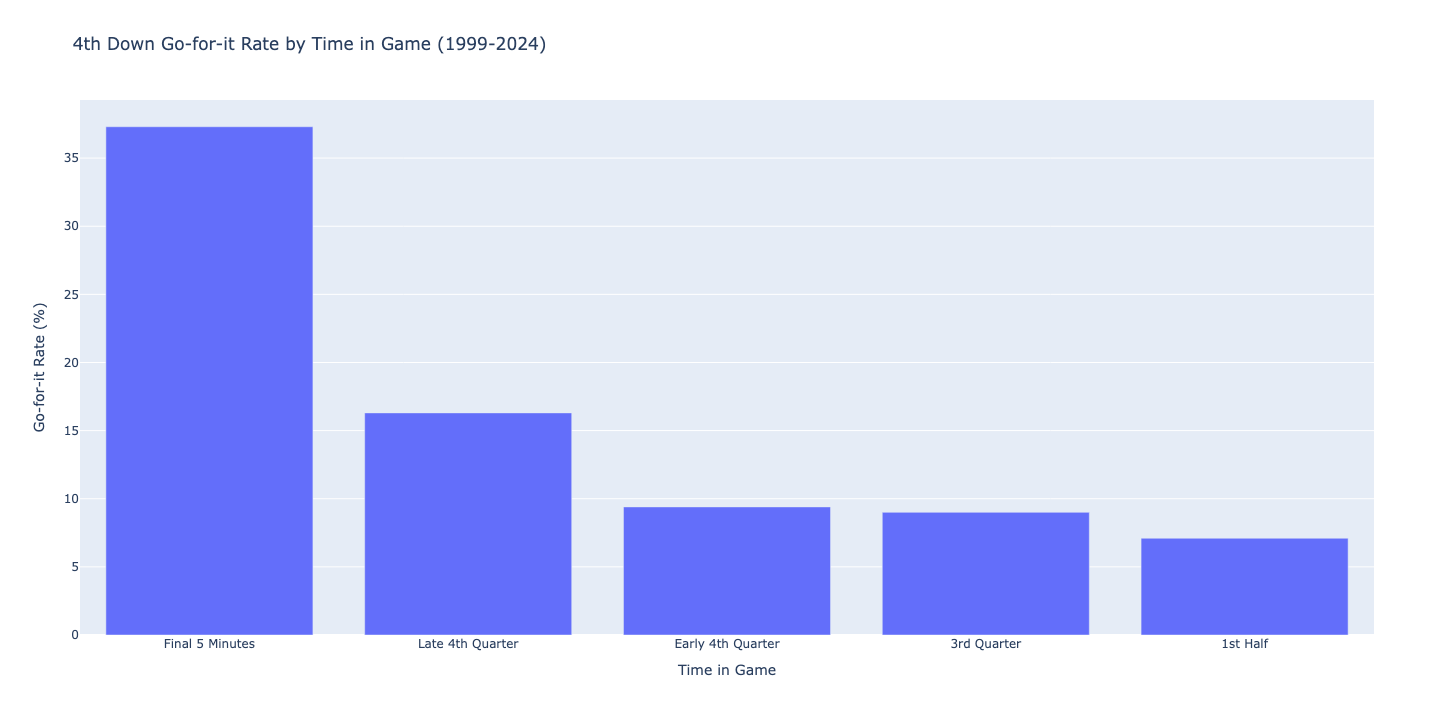 4th Down Go-for-it Rate by Time in Game (1999-2024)
Go-for-it Rate (%)
35
30
25
20
15
10
5
0
Final 5 Minutes
Late 4th Quarter
Early 4th Quarter
3rd Quarter
1st Half
Time in Game